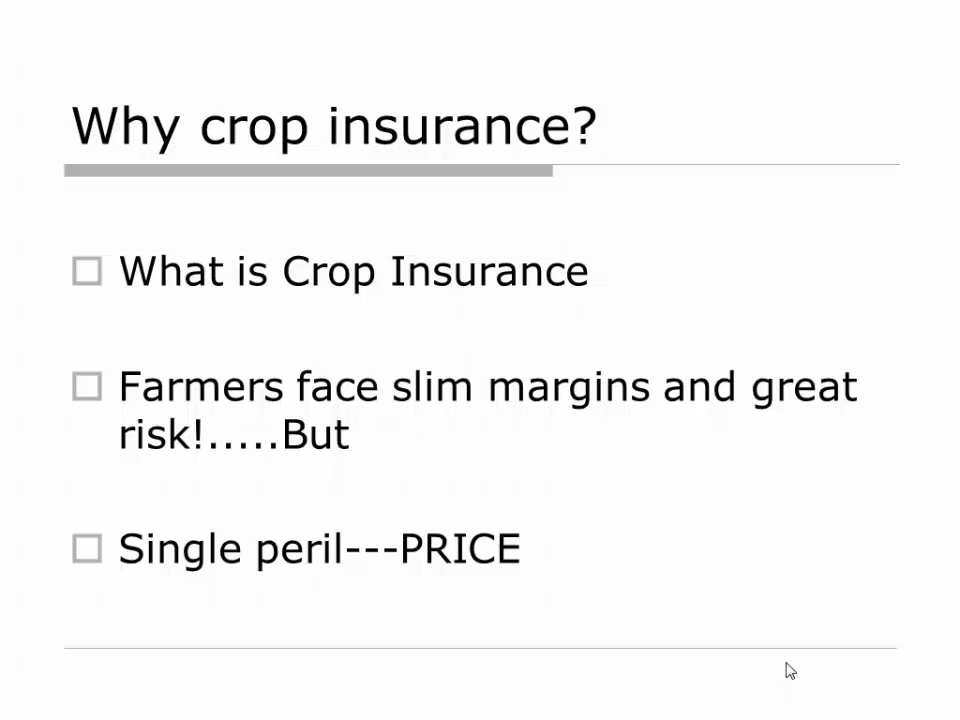 Why crop insurance?
What is Crop Insurance
Farmers face slim margins and great
risk!.....But
Single peril---PRICE